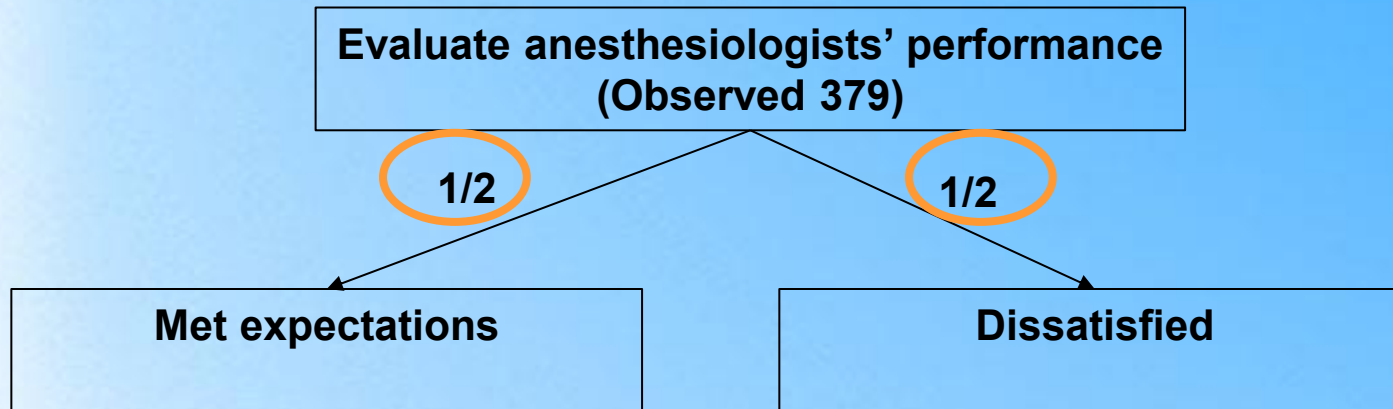 Evaluate anesthesiologists’ performance
(Observed 379)
1/2
1/2
Met expectations
Dissatisfied